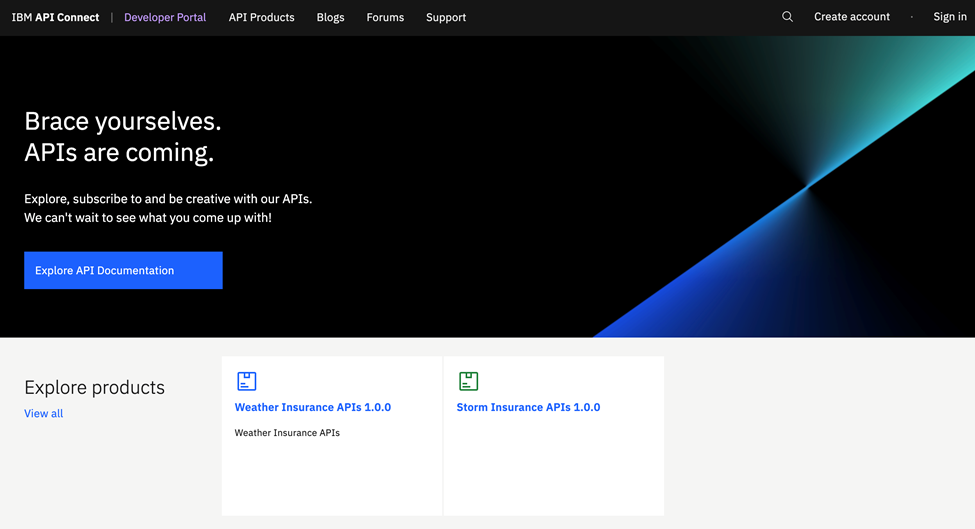 IBM API Connect | Developer Portal API Products Blogs Forums Support Create account · Sign in
Brace yourselves.
APIs are coming.
Explore, subscribe to and be creative with our APIs.
We can't wait to see what you come up with!
Explore API Documentation
Explore products
View all
Weather Insurance APIs 1.0.0
Weather Insurance APIs
Storm Insurance APIs 1.0.0